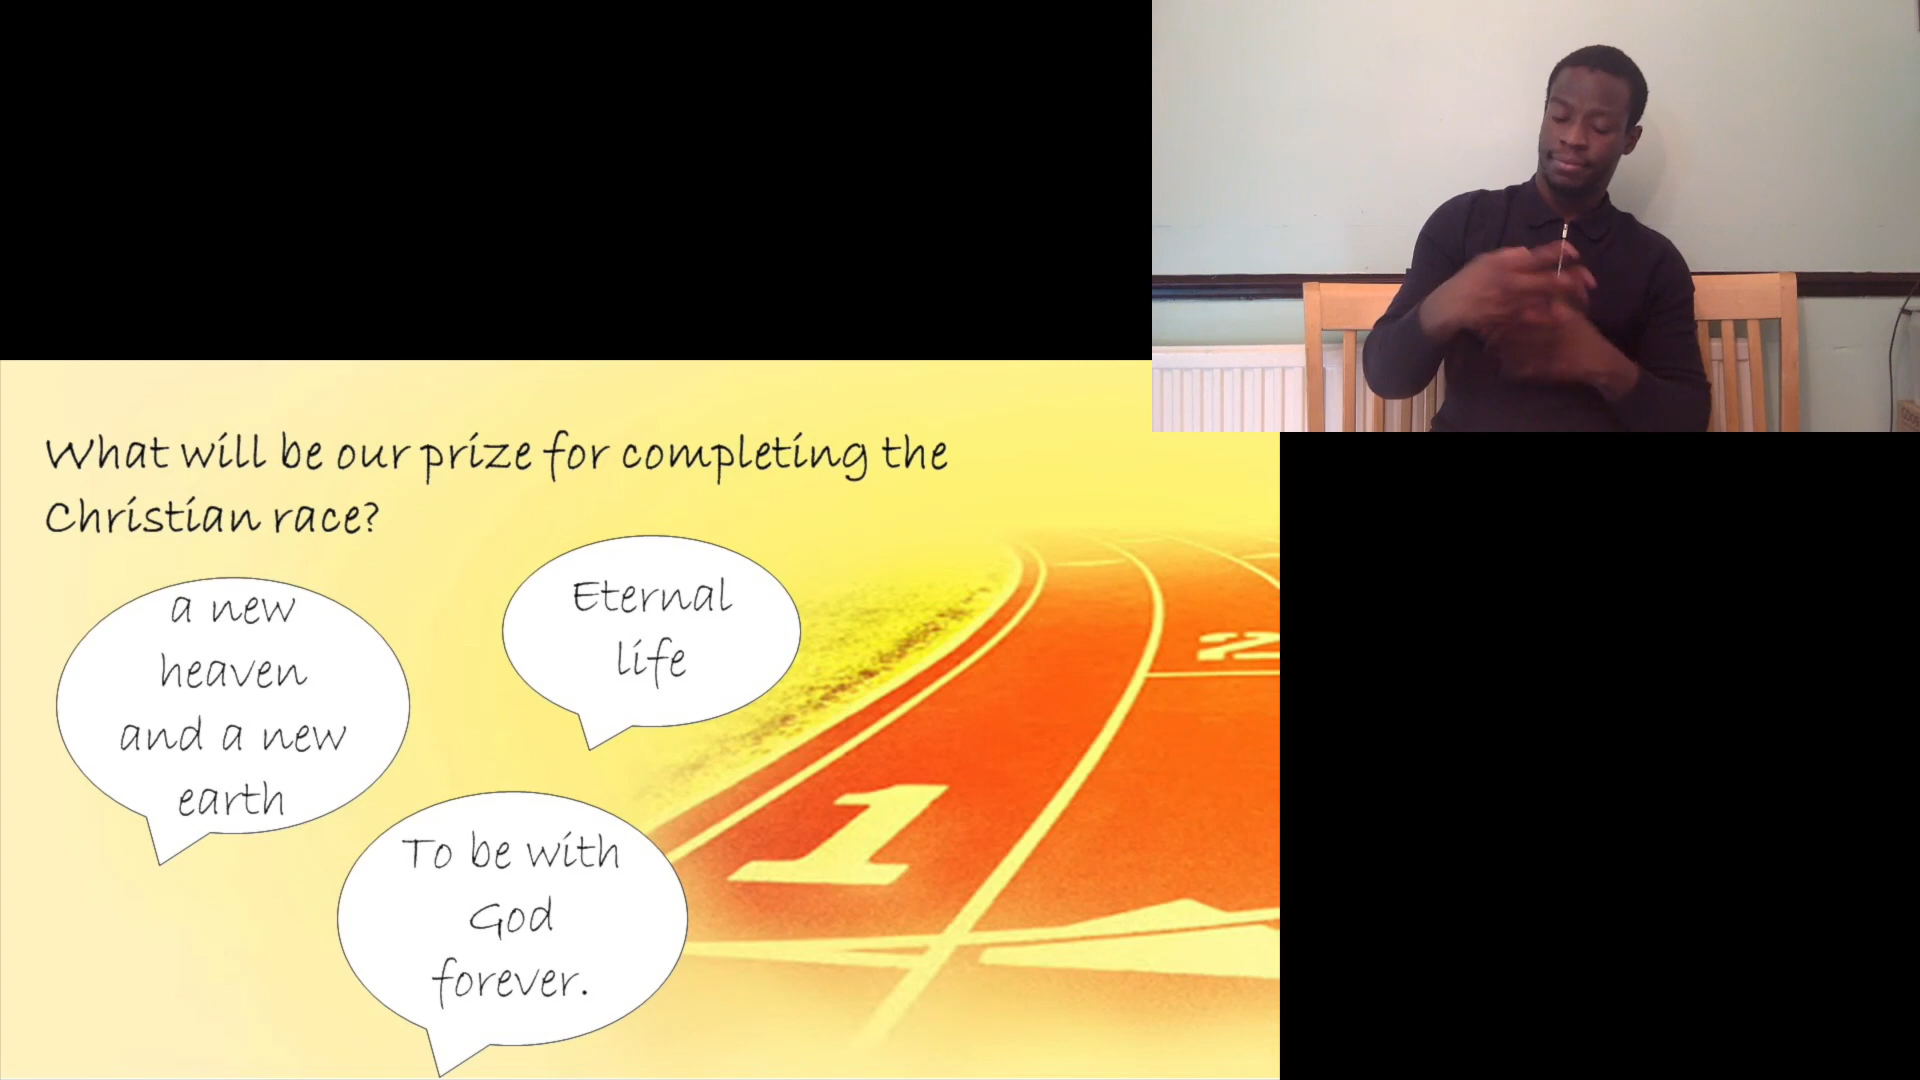 What will be our prize for completing the
Christian race?
a new
heaven
and a new
earth
Eternal
life
To be with
God
forever.
1
2